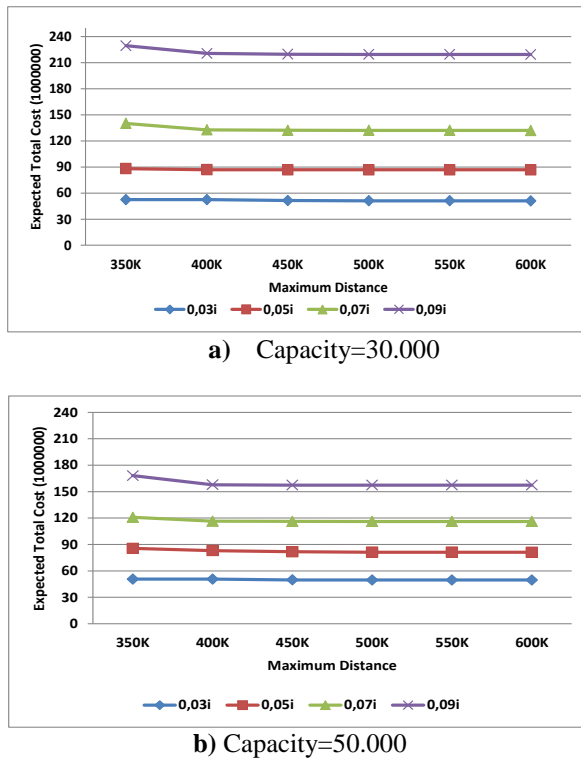 Expected Total Cost (1000000)
240
210
180
150
120
90
60
30
0
350K 400K 450K 500K 550K 600K
Maximum Distance
0,03i 0,05i 0,07i 0,09i
a) Capacity=30.000
Expected Total Cost (1000000)
240
210
180
150
120
90
60
30
0
350K 400K 450K 500K 550K 600K
Maximum Distance
0,03i 0,05i 0,07i 0,09i
b) Capacity=50.000